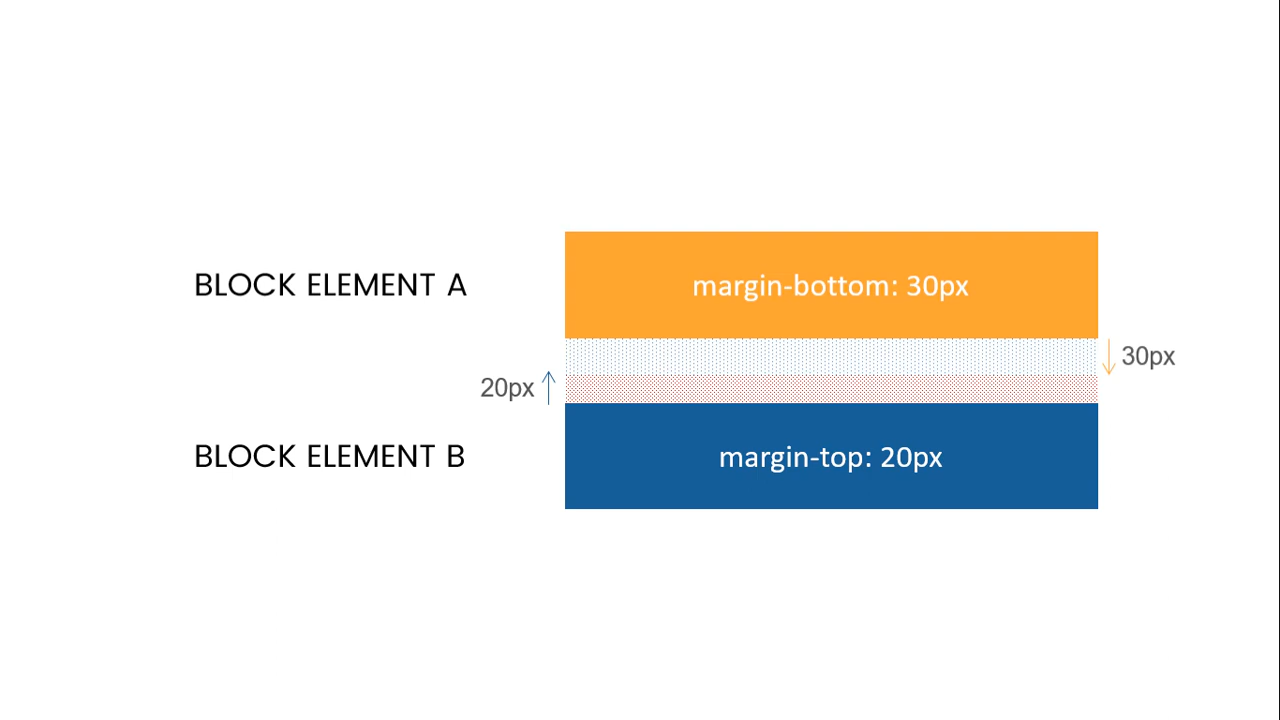 BLOCK ELEMENT A
margin-bottom: 30px
30px
20px
BLOCK ELEMENT B
margin-top: 20px